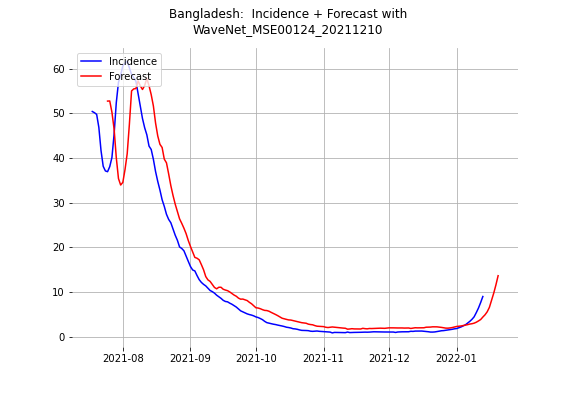 Bangladesh:  Incidence + Forecast with
WaveNet_MSE00124_20211210
Incidence
Forecast
60
50
40
30
20
10
0
2021-08 2021-09 2021-10 2021-11 2021-12 2022-01